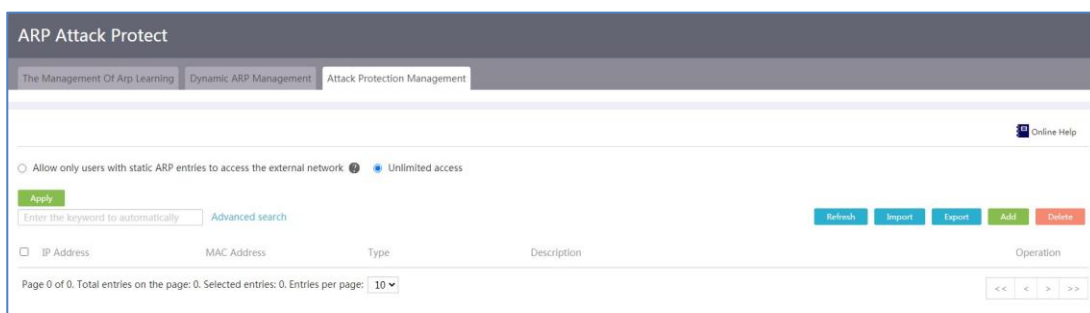 ARP Attack Protect
The Management Of Arp Learning Dynamic ARP Management Attack Protection Management
Online Help
Allow only users with static ARP entries to access the external network ? Unlimited access
Apply
Enter the keyword to automatically Advanced search Refresh Import Export Add Delete
IP Address MAC Address Type Description Operation
Page 0 of 0. Total entries on the page: 0. Selected entries: 0. Entries per page: 10 << < > >>